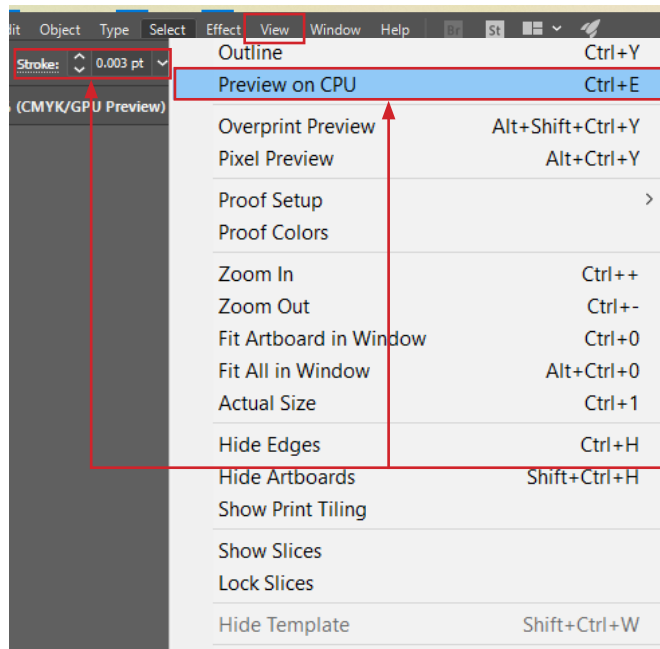 it Object Type Select Effect View Window Help Br St
Stroke: 0.003 pt
(CMYK/GPU Preview)
Outline Ctrl+Y
Preview on CPU Ctrl+E
Overprint Preview Alt+Shift+Ctrl+Y
Pixel Preview Alt+Ctrl+Y
Proof Setup >
Proof Colors
Zoom In Ctrl++
Zoom Out Ctrl+-
Fit Artboard in Window Ctrl+0
Fit All in Window Alt+Ctrl+0
Actual Size Ctrl+1
Hide Edges Ctrl+H
Hide Artboards Shift+Ctrl+H
Show Print Tiling
Show Slices
Lock Slices
Hide Template Shift+Ctrl+W